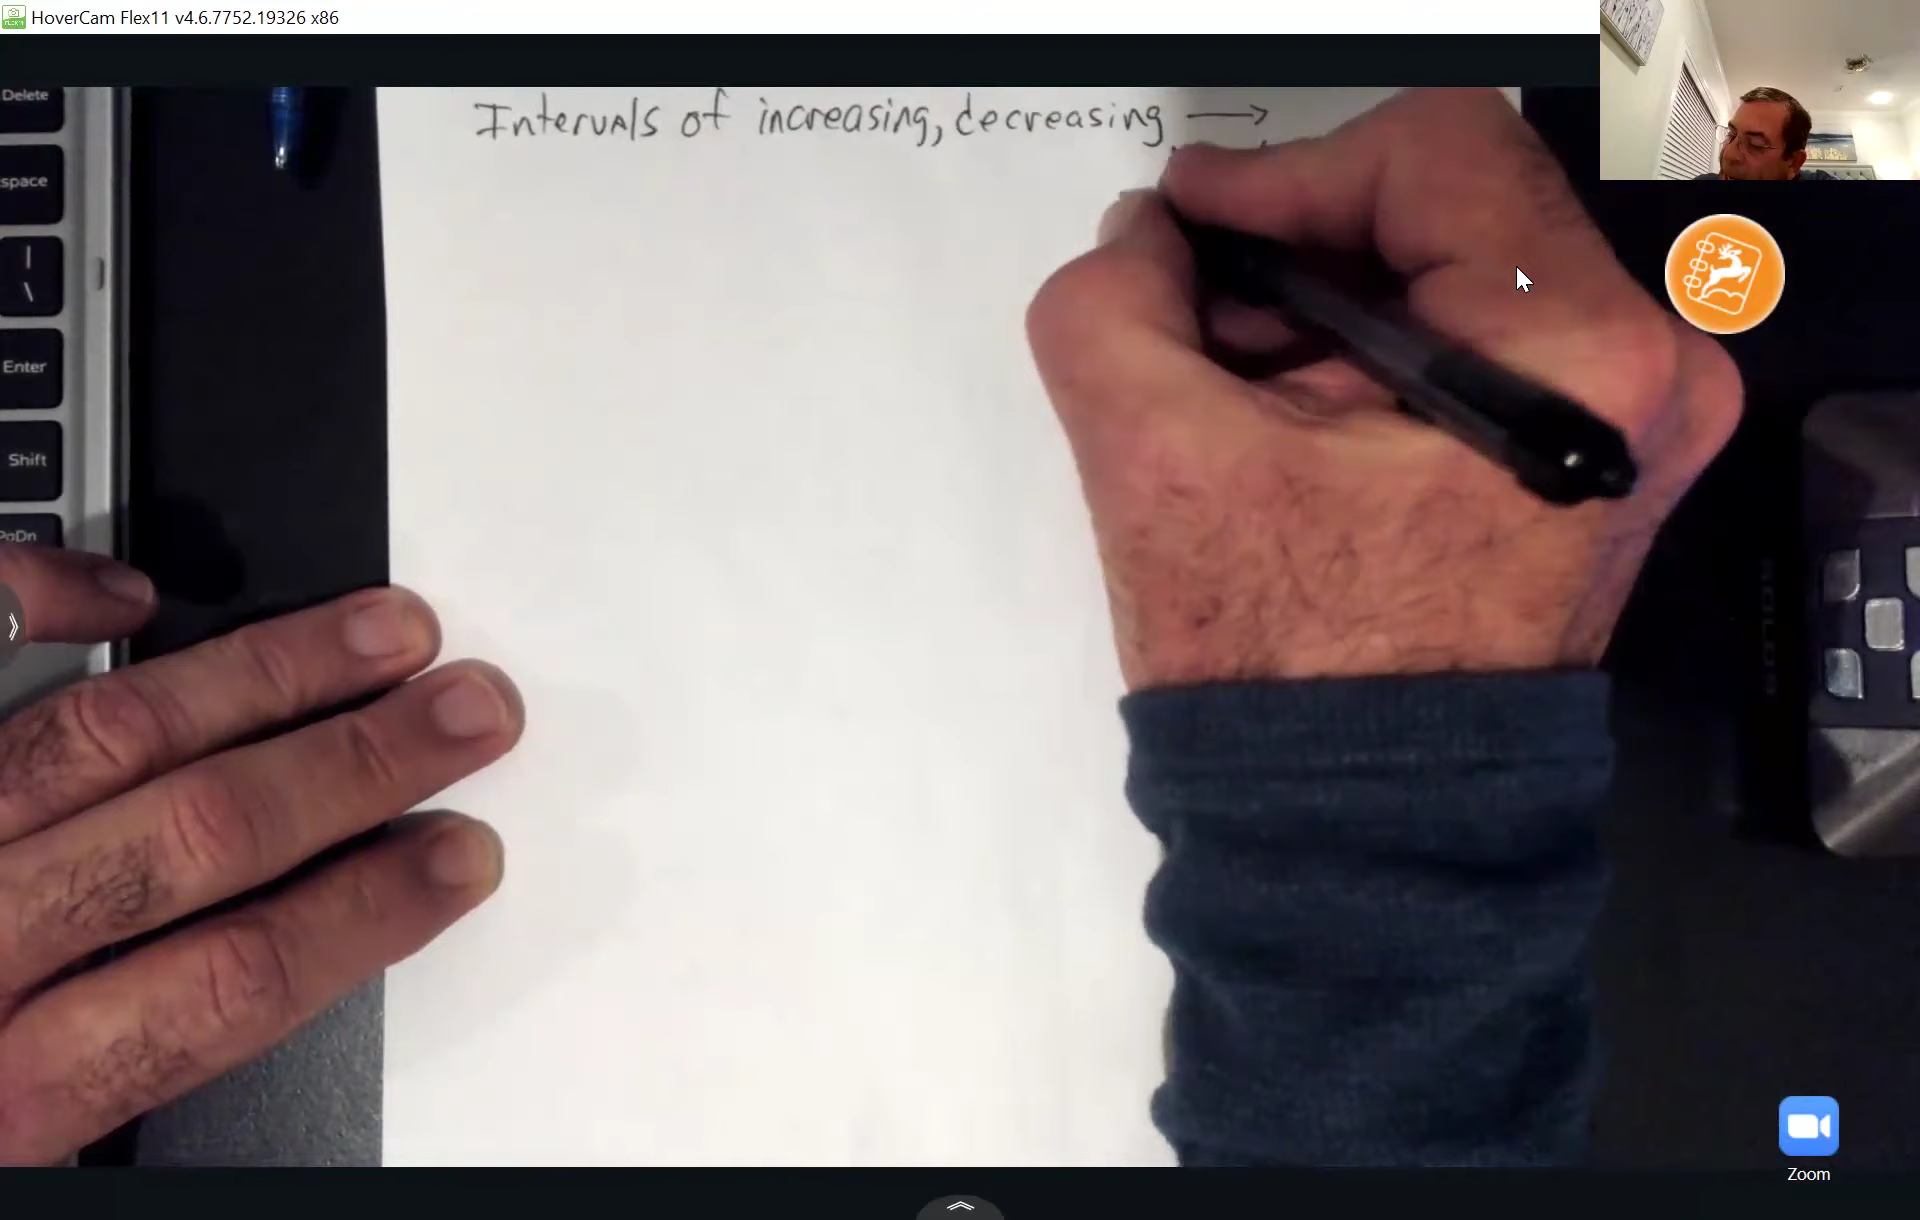 HoverCam Flex11 v4.6.7752.19326 x86
Delete
Intervals of increasing, decreasing →
space
|
\
Enter
Shift
PgDn
Zoom